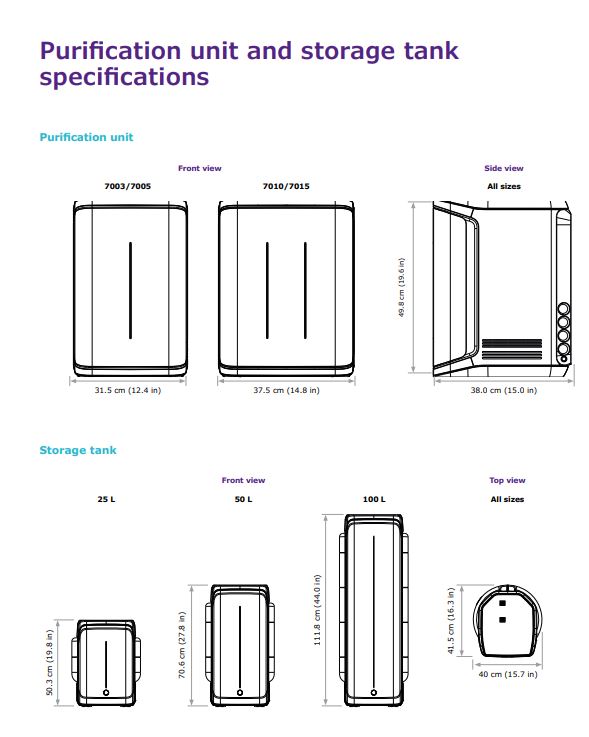 Purification unit and storage tank
specifications
Purification unit
Front view
Side view
7003/7005
7010/7015
All sizes
49.8 cm (19.6 in)
31.5 cm (12.4 in)
37.5 cm (14.8 in)
38.0 cm (15.0 in)
Storage tank
Front view
Top view
25 L
50 L
100 L
All sizes
50.3 cm (19.8 in)
70.6 cm (27.8 in)
111.8 cm (44.0 in)
41.5 cm (16.3 in)
40 cm (15.7 in)